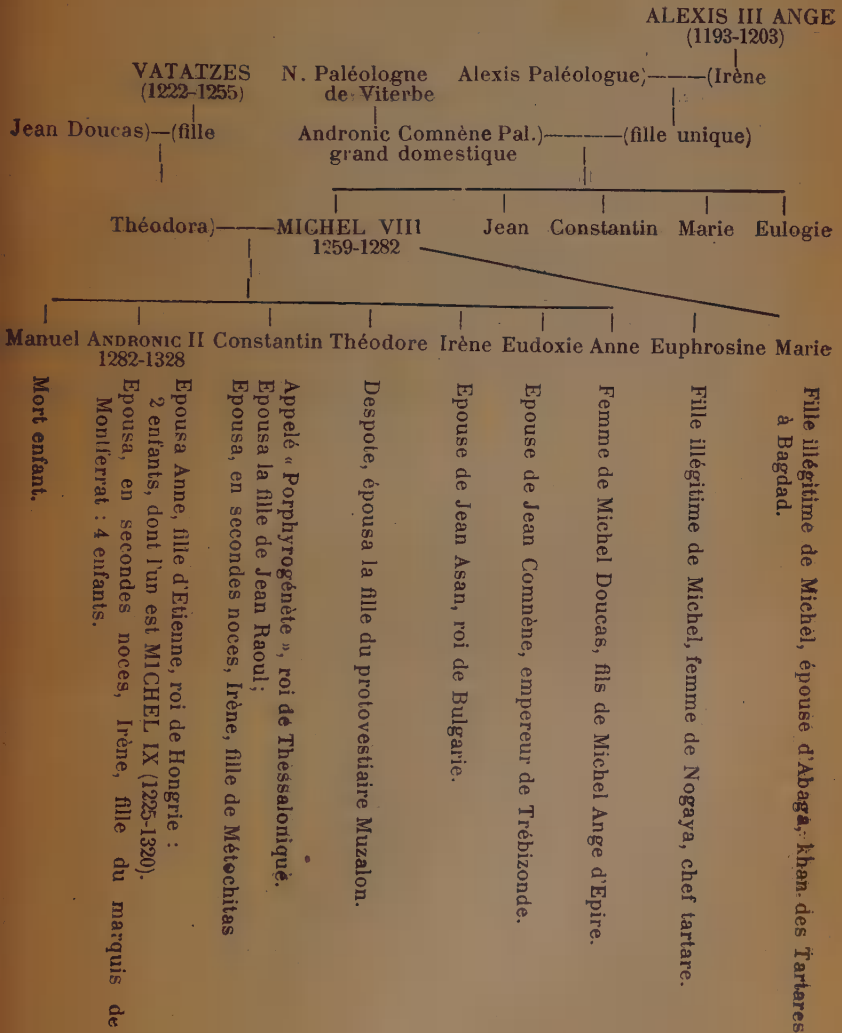 ALEXIS III ANGE
(1193-1203)
VATATZES
(1222-1255)
N. Paléologne
de Viterbe
Alexis Paléologue)———(Irène
Jean Doucas)—(fille
Andronic Comnène Pal.)————(fille unique)
grand domestique
Théodora)———MICHEL VIII
1259-1282
Jean Constantin Marie Eulogie
Manuel ANDRONIC II Constantin Théodore Irène Eudoxie Anne Euphrosine Marie
1282-1328
Mort enfant.
Epousa Anne, fille d'Etienne, roi de Hongrie :
2 enfants, dont l'un est MICHEL IX (1225-1320).
Epousa, en secondes noces, Irène, fille du marquis de
Montferrat : 4 enfants.
Appelé « Porphyrogénète », roi de Thessalonique.
Epousa la fille de Jean Raoul ;
Epousa, en secondes noces, Irène, fille de Métochitas
Despote, épousa la fille du protovestiaire Muzalon.
Epouse de Jean Asan, roi de Bulgarie.
Epouse de Jean Comnène, empereur de Trébizonde.
Femme de Michel Doucas, fils de Michel Ange d'Epire.
Fille illégitime de Michel, femme de Nogaya, chef tartare.
Fille illégitime de Michel, épouse d'Abaga, khan des Tartares
à Bagdad.